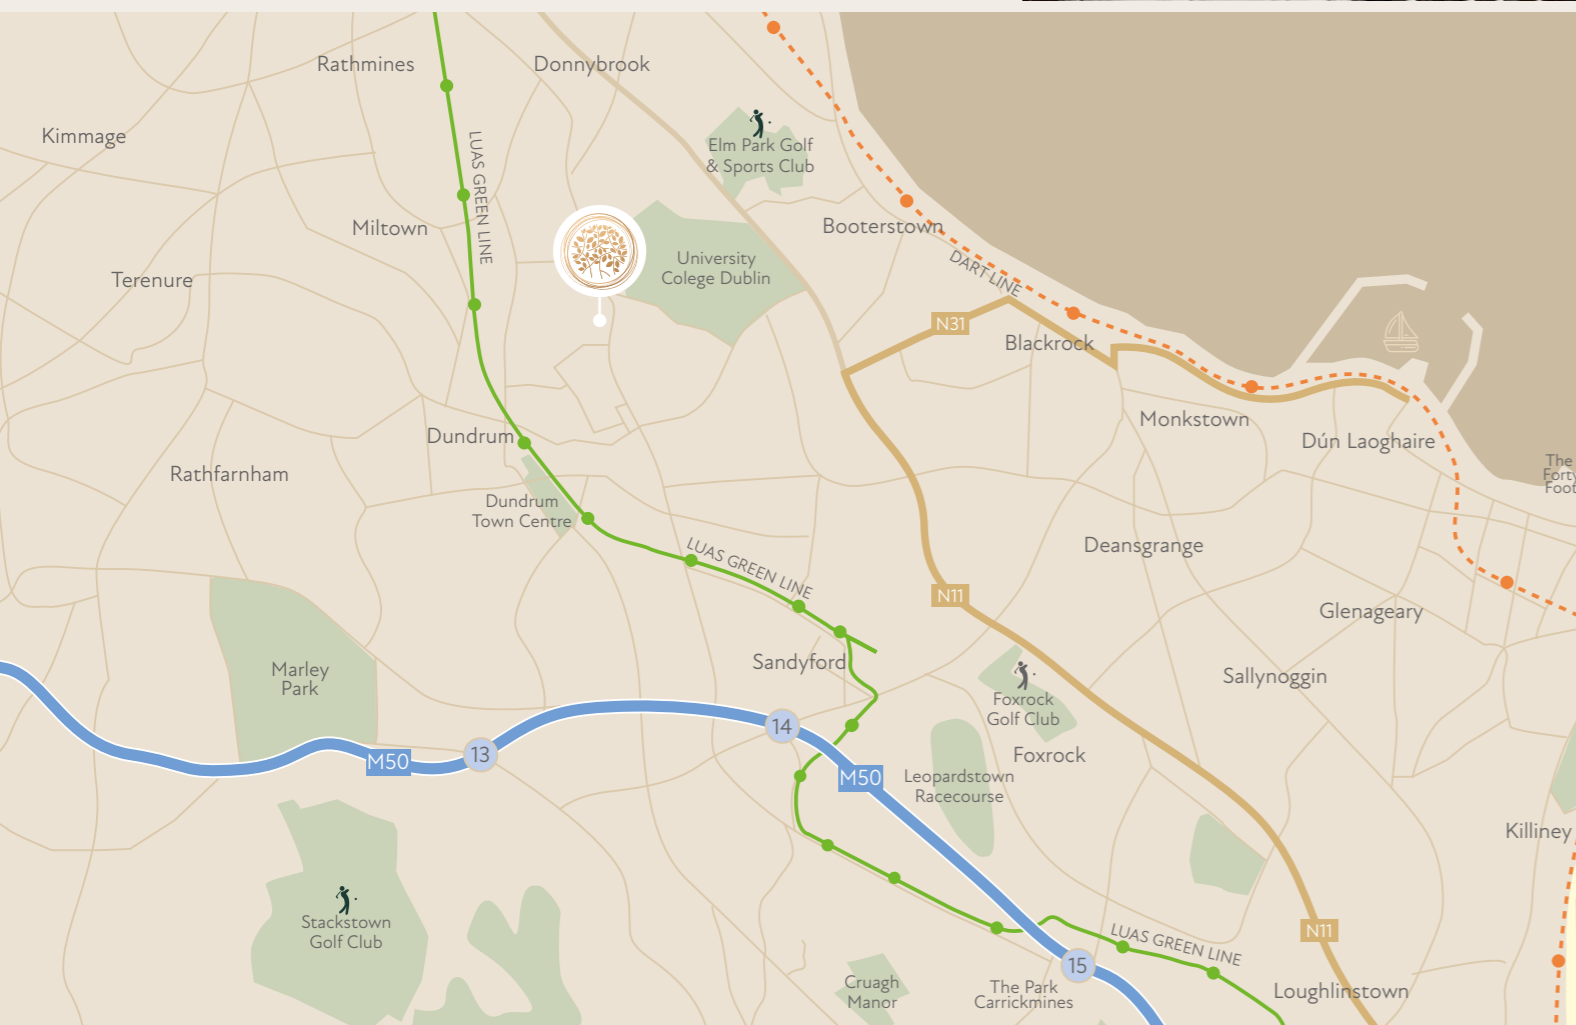 Rathmines
Donnybrook
Kimmage
LUAS GREEN LINE
Elm Park Golf
& Sports Club
Miltown
Booterstown
Terenure
University
Colege Dublin
DART LINE
N31
Blackrock
Monkstown
Dundrum
Dún Laoghaire
Rathfarnham
The
Forty
Foot
Dundrum
Town Centre
LUAS GREEN LINE
Deansgrange
N11
Glenageary
Sandyford
Marley
Park
Sallynoggin
Foxrock
Golf Club
14
13
M50
Foxrock
M50
Leopardstown
Racecourse
Killiney
Stackstown
Golf Club
LUAS GREEN LINE
N11
15
Cruagh
Manor
The Park
Carrickmines
Loughlinstown